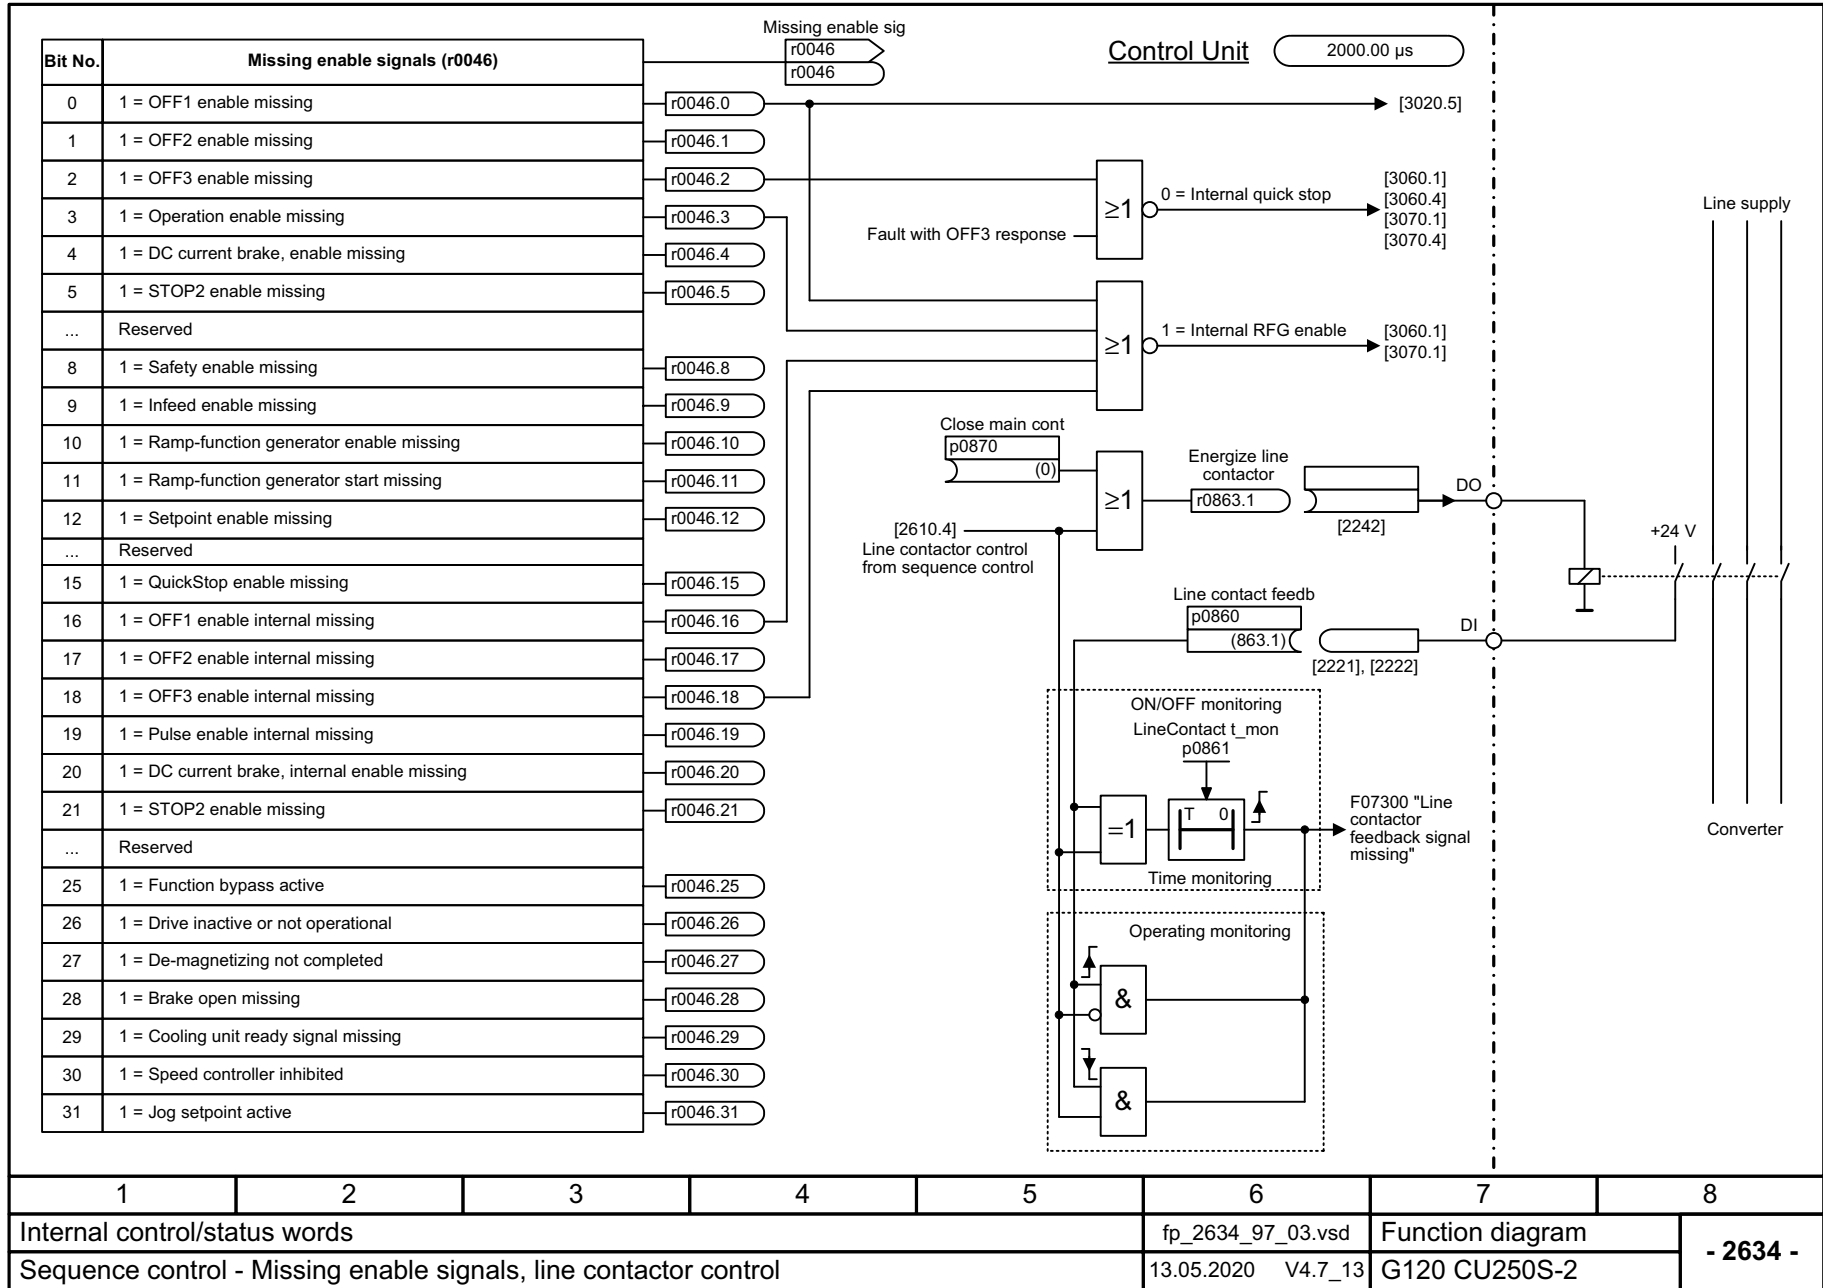 Bit No. Missing enable signals (r0046)
0 1 = OFF1 enable missing r0046.0
1 1 = OFF2 enable missing r0046.1
2 1 = OFF3 enable missing r0046.2
3 1 = Operation enable missing r0046.3
4 1 = DC current brake, enable missing r0046.4
5 1 = STOP2 enable missing r0046.5
... Reserved
8 1 = Safety enable missing r0046.8
9 1 = Infeed enable missing r0046.9
10 1 = Ramp-function generator enable missing r0046.10
11 1 = Ramp-function generator start missing r0046.11
12 1 = Setpoint enable missing r0046.12
... Reserved
15 1 = QuickStop enable missing r0046.15
16 1 = OFF1 enable internal missing r0046.16
17 1 = OFF2 enable internal missing r0046.17
18 1 = OFF3 enable internal missing r0046.18
19 1 = Pulse enable internal missing r0046.19
20 1 = DC current brake, internal enable missing r0046.20
21 1 = STOP2 enable missing r0046.21
... Reserved
25 1 = Function bypass active r0046.25
26 1 = Drive inactive or not operational r0046.26
27 1 = De-magnetizing not completed r0046.27
28 1 = Brake open missing r0046.28
29 1 = Cooling unit ready signal missing r0046.29
30 1 = Speed controller inhibited r0046.30
31 1 = Jog setpoint active r0046.31
Missing enable sig
r0046
r0046
Control Unit 2000.00 µs
[3020.5]
≥1
0 = Internal quick stop
[3060.1]
[3060.4]
[3070.1]
[3070.4]
Fault with OFF3 response
≥1
1 = Internal RFG enable
[3060.1]
[3070.1]
Close main cont
p0870
(0)
≥1
[2610.4]
Line contactor control
from sequence control
Energize line
contactor
r0863.1
[2242]
DO
Line contact feedb
p0860
(863.1)
[2221], [2222]
DI
+24 V
Line supply
Converter
ON/OFF monitoring
LineContact t_mon
p0861
=1
T 0
Time monitoring
F07300 "Line
contactor
feedback signal
missing"
Operating monitoring
&
&
1 2 3 4 5 6 7 8
Internal control/status words fp_2634_97_03.vsd Function diagram
- 2634 -
Sequence control - Missing enable signals, line contactor control 13.05.2020 V4.7_13 G120 CU250S-2